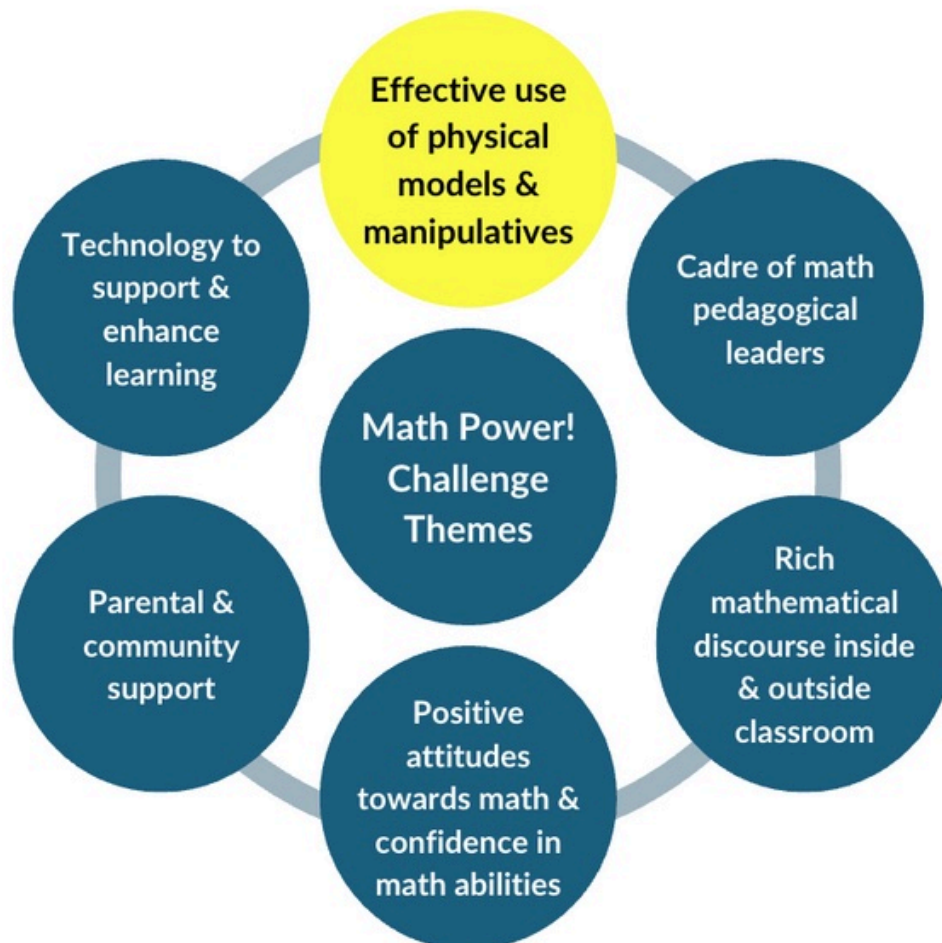 Effective use
of physical
models &
manipulatives
Cadre of math
pedagogical
leaders
Rich
mathematical
discourse inside
& outside
classroom
Positive
attitudes
towards math &
confidence in
math abilities
Parental &
community
support
Technology to
support &
enhance
learning
Math Power!
Challenge
Themes